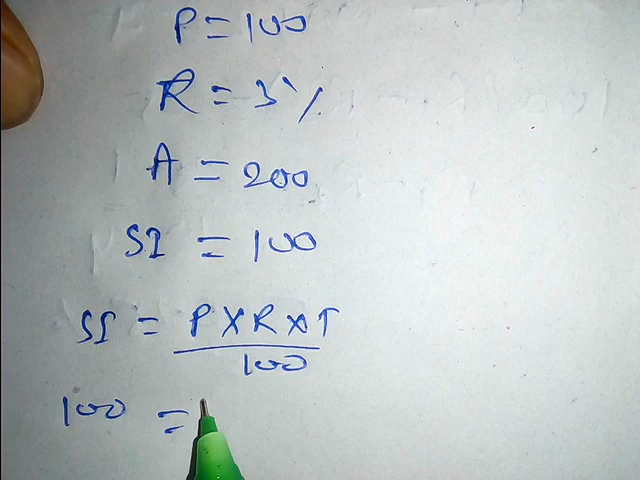 P = 100
R = 3%
A = 200
SI = 100
SI = P X R X T
100
100 =